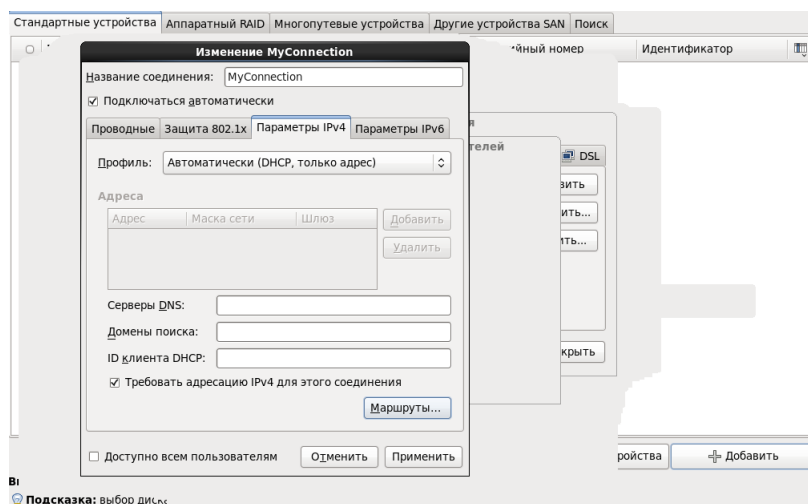 Стандартные устройства Аппаратный RAID Многопутевые устройства Другие устройства SAN Поиск
Изменение MyConnection
номер Идентификатор
Название соединения: MyConnection
Подключаться автоматически
Проводные Защита 802.1x Параметры IPv4 Параметры IPv6
DSL
Профиль: Автоматически (DHCP, только адрес)
Адреса
Адрес Маска сети Шлюз Добавить
Удалить
Серверы DNS:
Домены поиска:
ID клиента DHCP:
Требовать адресацию IPv4 для этого соединения
Маршруты...
Доступно всем пользователям Отменить Применить
Добавить
Подсказка: выбор